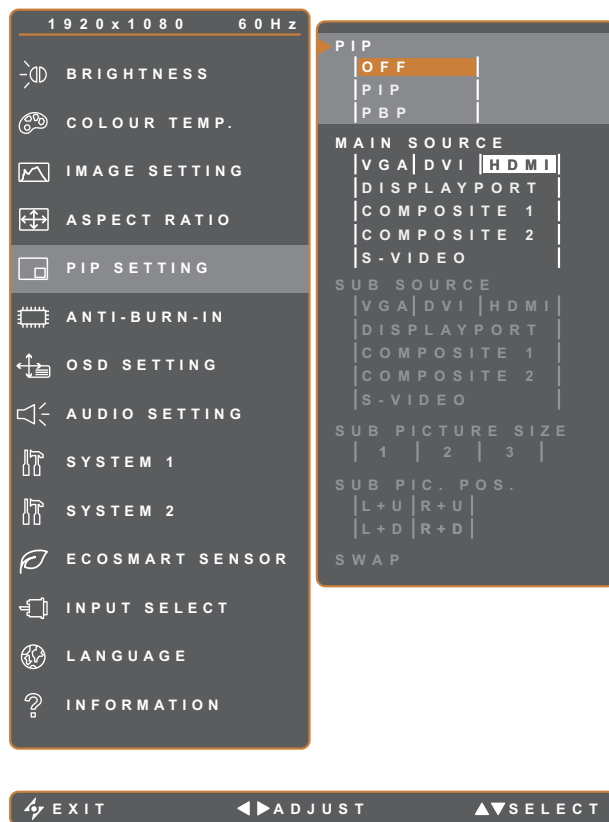 1920x1080 60Hz
BRIGHTNESS
COLOUR TEMP.
IMAGE SETTING
ASPECT RATIO
PIP SETTING
ANTI-BURN-IN
OSD SETTING
AUDIO SETTING
SYSTEM 1
SYSTEM 2
ECOSMART SENSOR
INPUT SELECT
LANGUAGE
INFORMATION
PIP
OFF
PIP
PBP
MAIN SOURCE
VGA DVI HDMI
DISPLAYPORT
COMPOSITE 1
COMPOSITE 2
S-VIDEO
SUB SOURCE
VGA DVI HDMI
DISPLAYPORT
COMPOSITE 1
COMPOSITE 2
S-VIDEO
SUB PICTURE SIZE
1 2 3
SUB PIC. POS.
L+U R+U
L+D R+D
SWAP
EXIT ADJUST SELECT